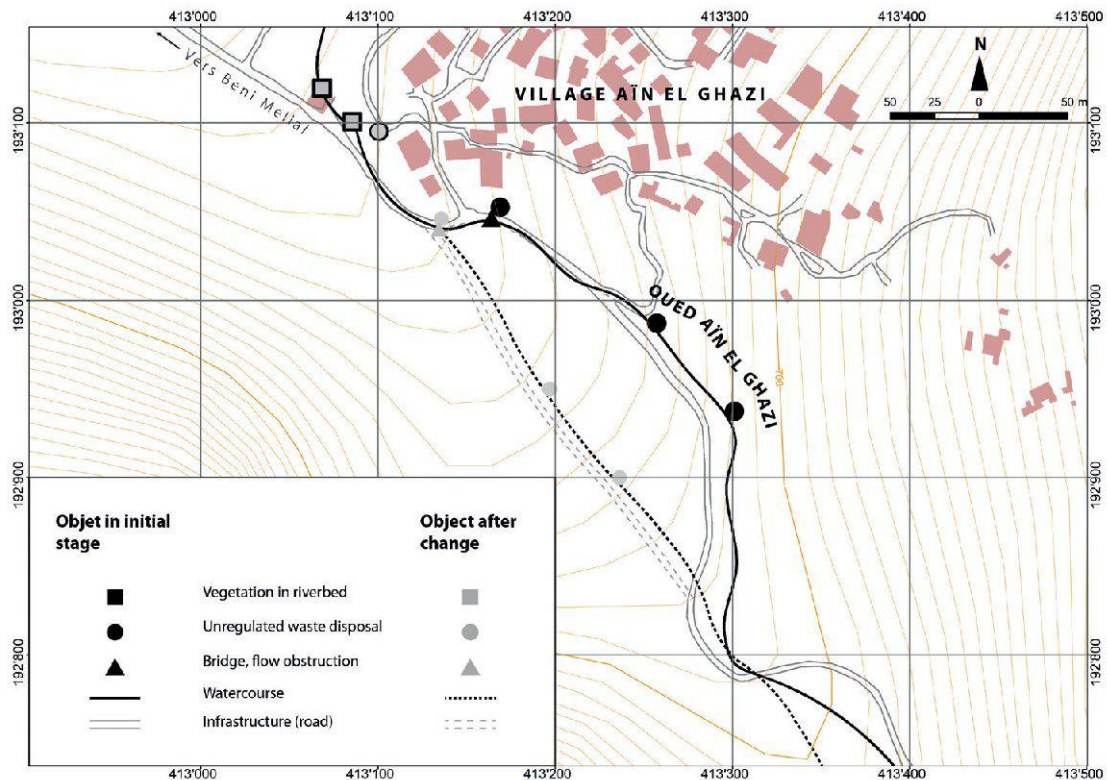 413'000 413'100 413'200 413'300 413'400 413'500
Vers Beni Mellal
VILLAGE AÏN EL GHAZI
N
50 25 0 50 m
193'100
193'000
OUED AÏN EL GHAZI
700
192'900
192'800
Objet in initial
stage
Object after
change
Vegetation in riverbed
Unregulated waste disposal
Bridge, flow obstruction
Watercourse
Infrastructure (road)
193'100
193'000
192'900
192'800
413'000 413'100 413'200 413'300 413'400 413'500